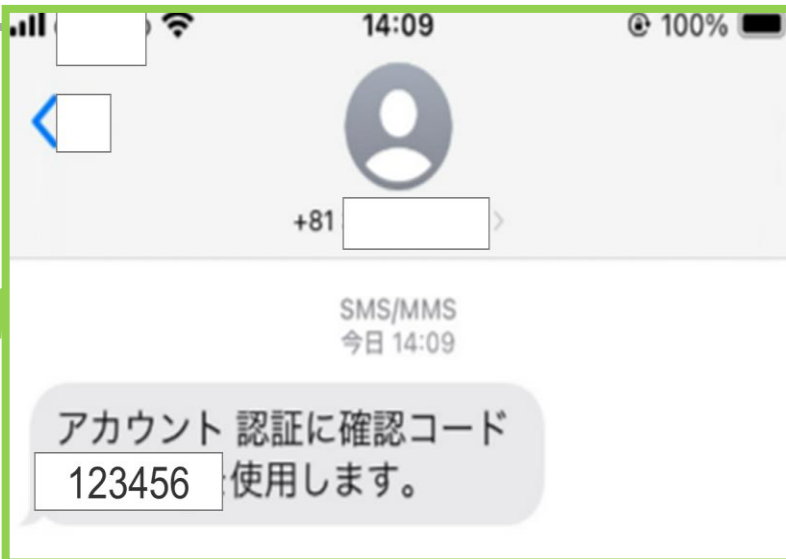 14:09
100%
+81
SMS/MMS
今日 14:09
アカウント 認証に確認コード
123456 使用します。